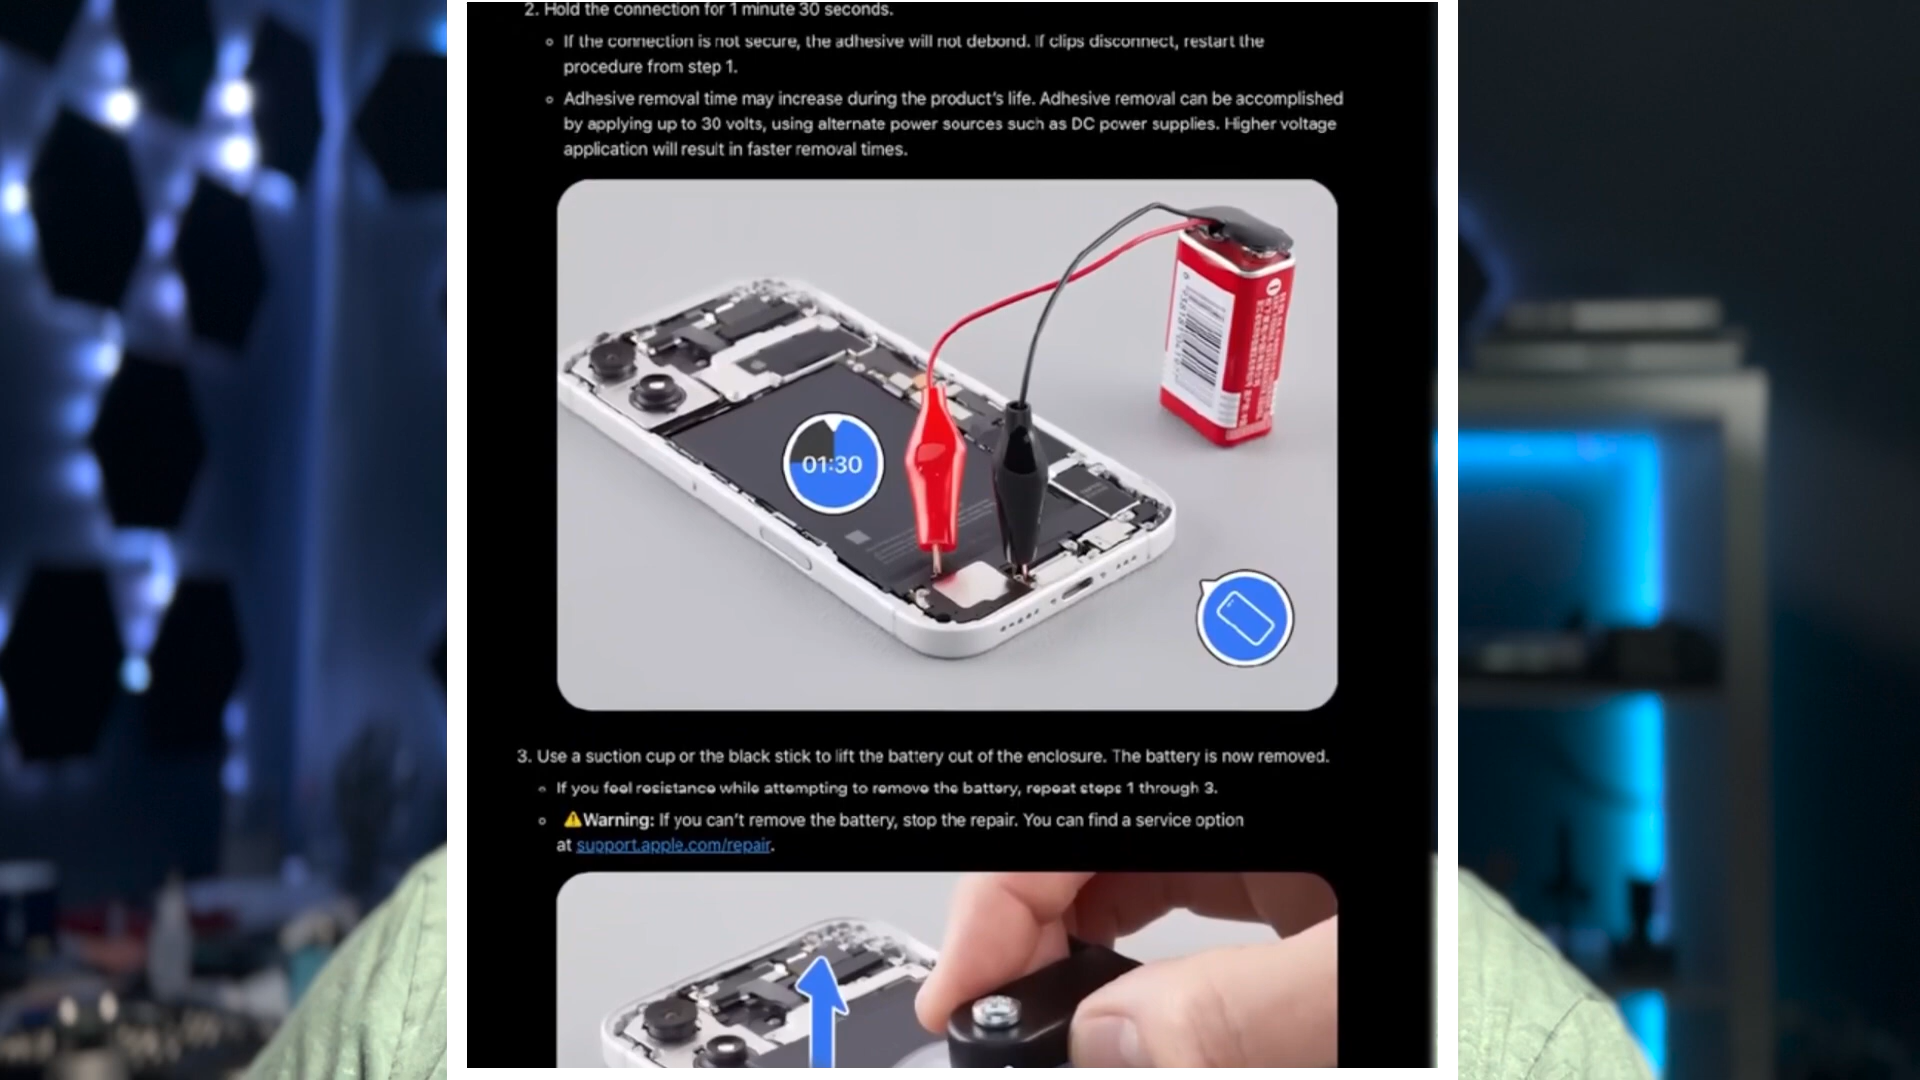 2. Hold the connection for 1 minute 30 seconds.
◦ If the connection is not secure, the adhesive will not debond. If clips disconnect, restart the
procedure from step 1.
◦ Adhesive removal time may increase during the product's life. Adhesive removal can be accomplished
by applying up to 30 volts, using alternate power sources such as DC power supplies. Higher voltage
application will result in faster removal times.
01:30
3. Use a suction cup or the black stick to lift the battery out of the enclosure. The battery is now removed.
◦ If you feel resistance while attempting to remove the battery, repeat steps 1 through 3.
◦ ⚠️Warning: If you can't remove the battery, stop the repair. You can find a service option
at support.apple.com/repair.